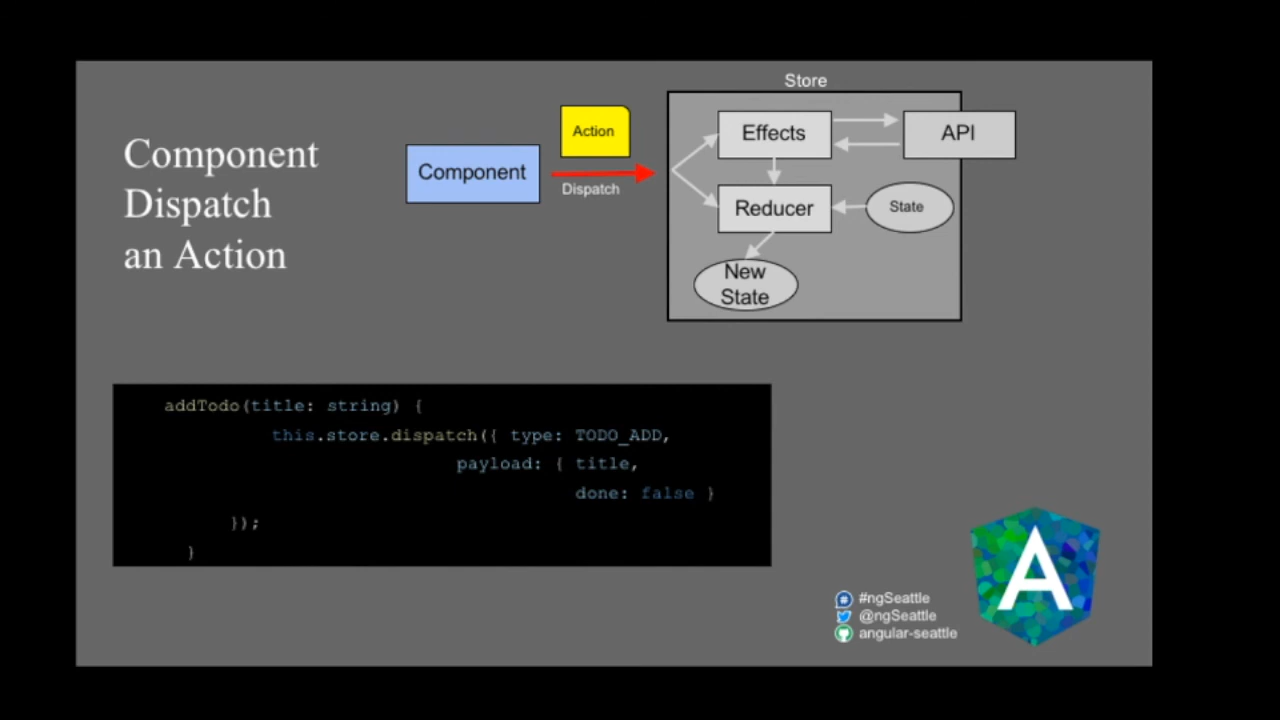 Component
Dispatch
an Action
Store
Action
Component
Dispatch
Effects
API
Reducer
State
New
State
addTodo(title: string) {
this.store.dispatch({ type: TODO_ADD,
payload: { title,
done: false }
});
}
#ngSeattle
@ngSeattle
angular-seattle
A